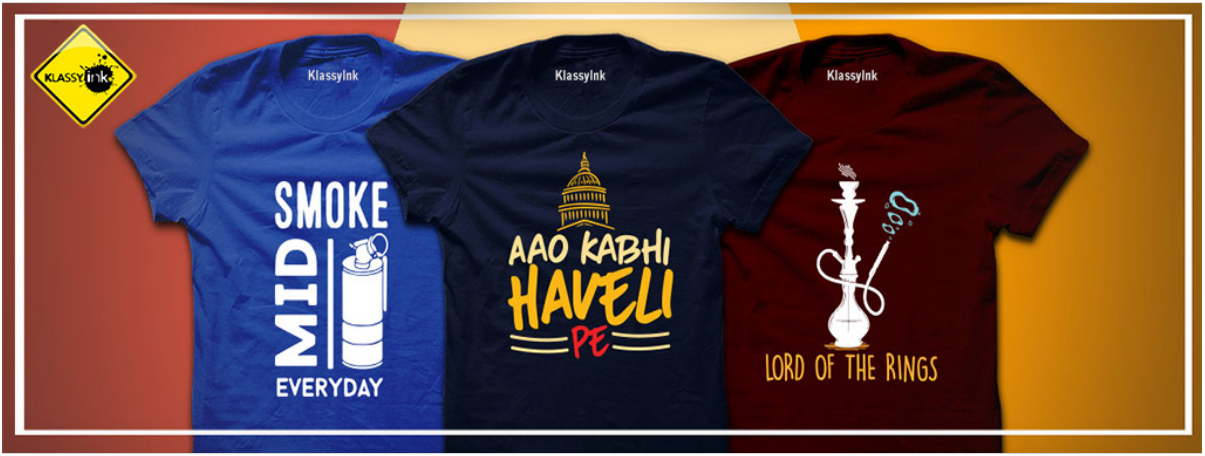 KLASSY ink
KlassyInk
SMOKE
MID
EVERYDAY
KlassyInk
AAO KABHI
HAVELI
PE
KlassyInk
LORD OF THE RINGS